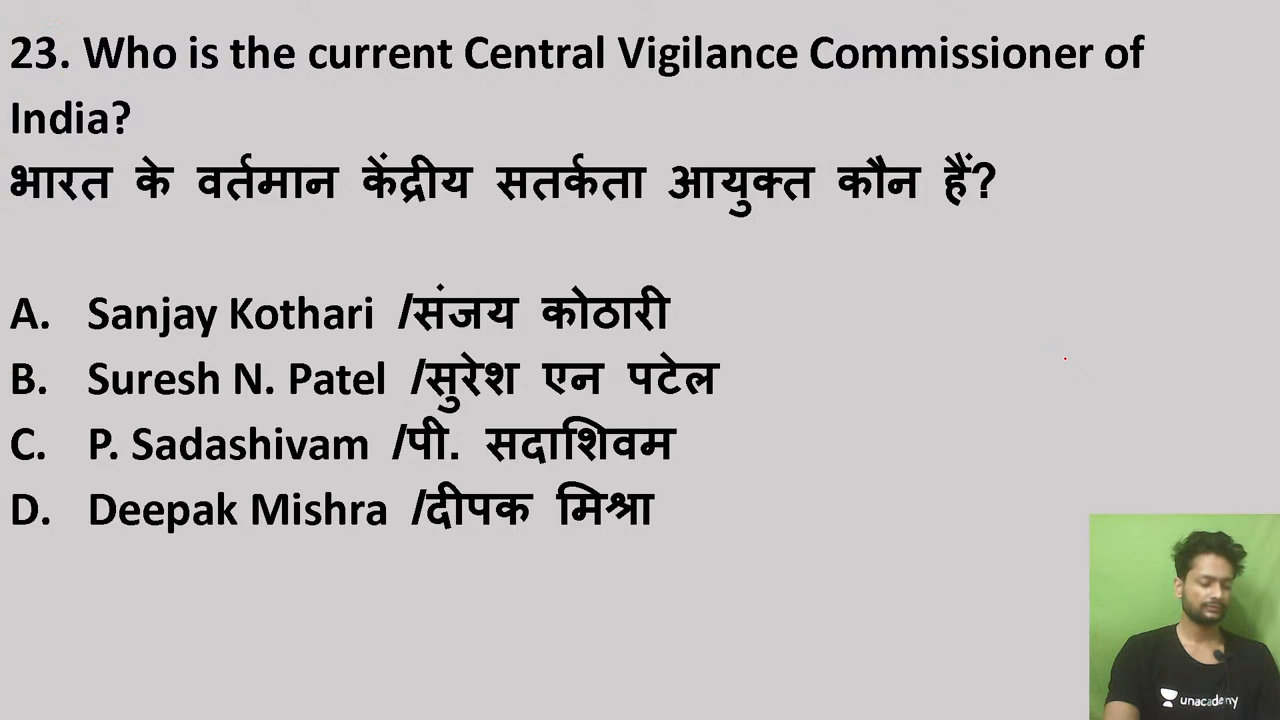 23. Who is the current Central Vigilance Commissioner of
India?
भारत के वर्तमान केंद्रीय सतर्कता आयुक्त कौन हैं?
A. Sanjay Kothari /संजय कोठारी
B. Suresh N. Patel /सुरेश एन पटेल
C. P. Sadashivam /पी. सदाशिवम
D. Deepak Mishra /दीपक मिश्रा
unacademy